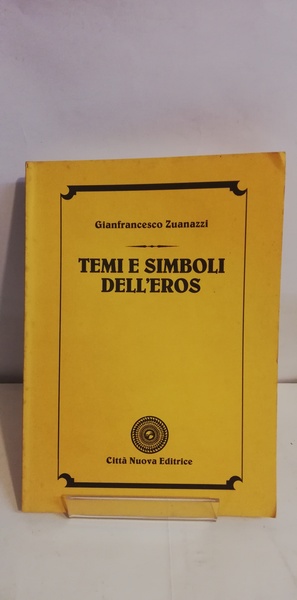 Gianfrancesco Zuanazzi
TEMI E SIMBOLI
DELL'EROS
Città Nuova Editrice